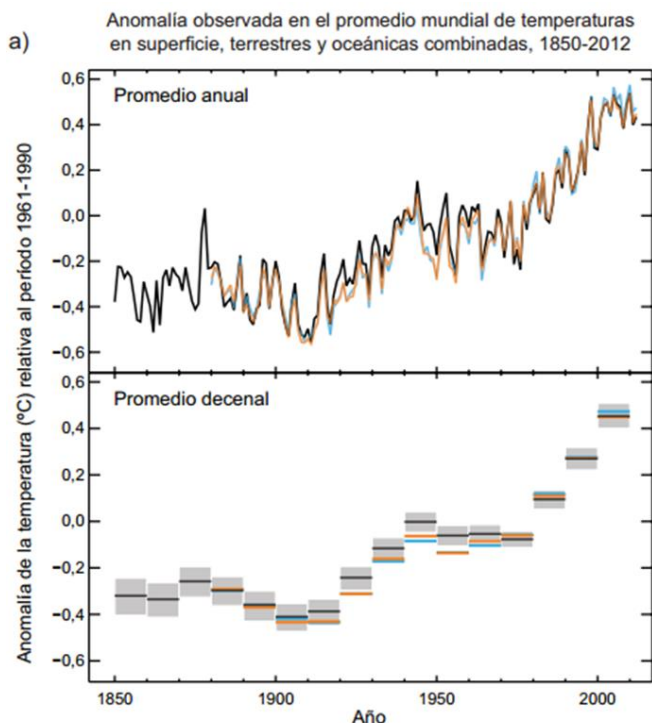 Anomalía observada en el promedio mundial de temperaturas
en superficie, terrestres y oceánicas combinadas, 1850-2012
a)
Anomalía de la temperatura (ºC) relativa al período 1961-1990
Promedio anual
0,6
0,4
0,2
0,0
−0,2
−0,4
−0,6
Promedio decenal
0,6
0,4
0,2
0,0
−0,2
−0,4
−0,6
1850 1900 1950 2000
Año